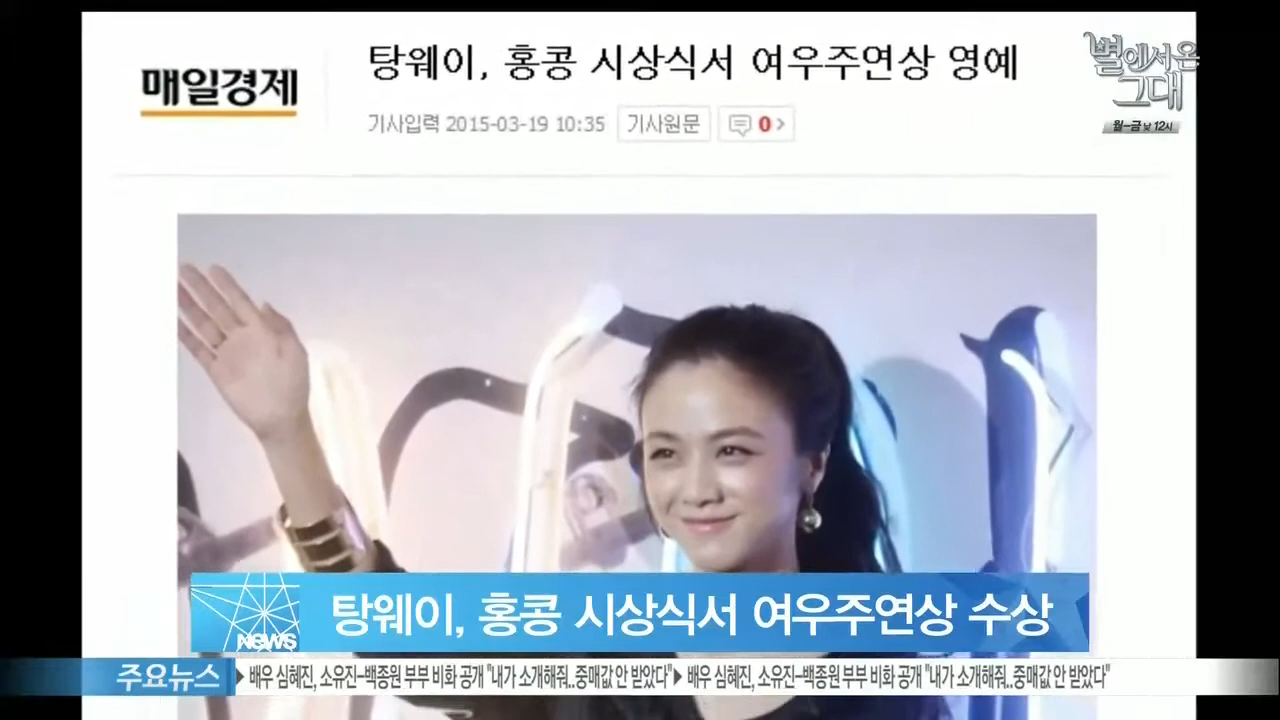 매일경제
탕웨이, 홍콩 시상식서 여우주연상 영예
기사입력 2015-03-19 10:35 기사원문 0
별에서 온
그대
월-금 낮 12시
NEWS
탕웨이, 홍콩 시상식서 여우주연상 수상
주요뉴스 ▶ 배우 심혜진, 소유진-백종원 부부 비화 공개 "내가 소개해줘..중매값 안 받았다" ▶ 배우 심혜진, 소유진-백종원 부부 비화 공개 "내가 소개해줘..중매값 안 받았다"